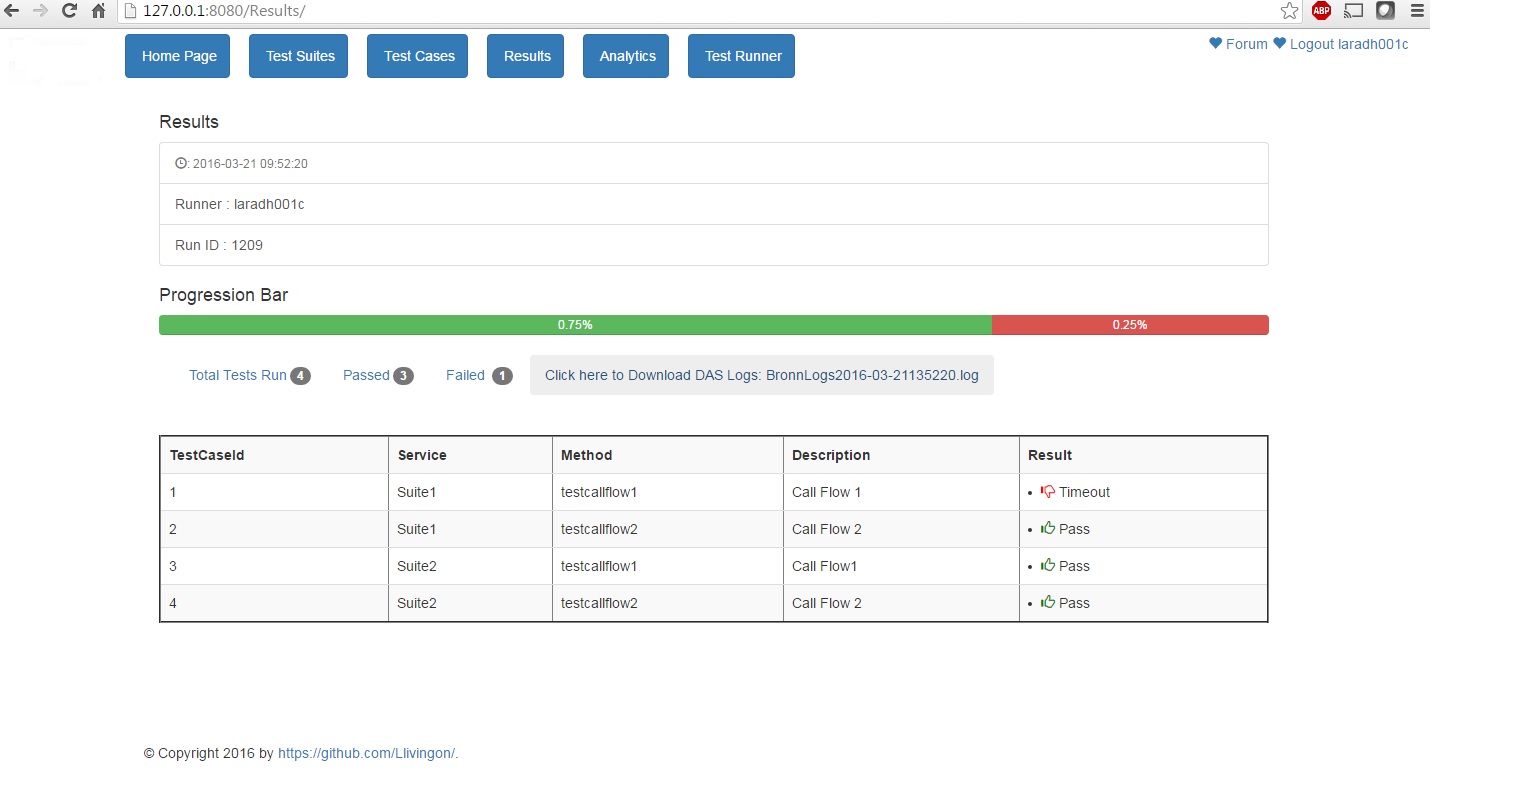 127.0.0.1:8080/Results/
ABP
Home Page Test Suites Test Cases Results Analytics Test Runner Forum Logout laradh001c
Results
: 2016-03-21 09:52:20
Runner : laradh001c
Run ID : 1209
Progression Bar
0.75% 0.25%
Total Tests Run 4 Passed 3 Failed 1 Click here to Download DAS Logs: BronnLogs2016-03-21135220.log
TestCaseId Service Method Description Result
1 Suite1 testcallflow1 Call Flow 1 • Timeout
2 Suite1 testcallflow2 Call Flow 2 • Pass
3 Suite2 testcallflow1 Call Flow1 • Pass
4 Suite2 testcallflow2 Call Flow 2 • Pass
© Copyright 2016 by https://github.com/Llivingon/.